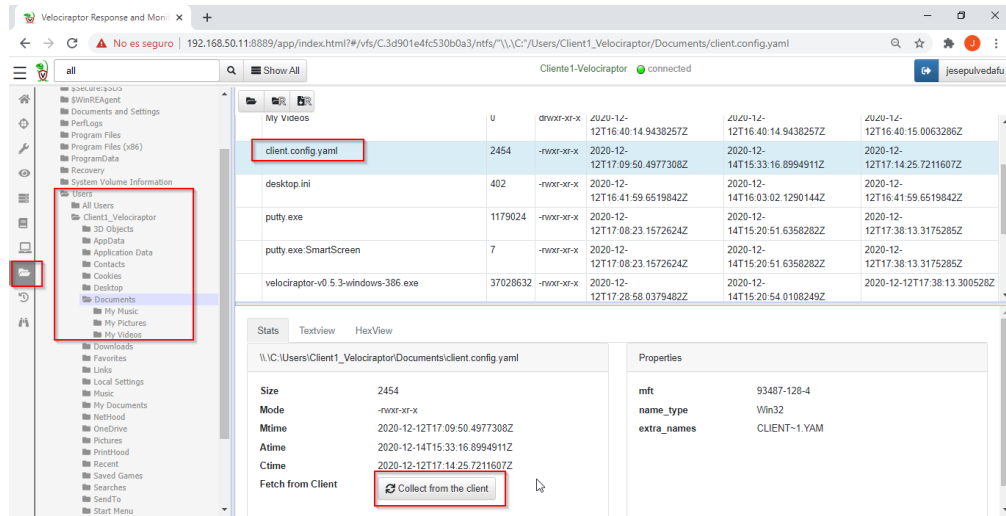 Velociraptor Response and Monit
No es seguro 192.168.50.11:8889/app/index.html?#/vfs/C.3d901e4fc530b0a3/ntfs/"\\.\C:"/Users/Client1_Velociraptor/Documents/client.config.yaml
all Show All Cliente1-Velociraptor connected jesepulvedafu
$Secure:$SDS
$WinREAgent
Documents and Settings
PerfLogs
Program Files
Program Files (x86)
ProgramData
Recovery
System Volume Information
Users
All Users
Client1_Velociraptor
3D Objects
AppData
Application Data
Contacts
Cookies
Desktop
Documents
My Music
My Pictures
My Videos
Downloads
Favorites
Links
Local Settings
Music
My Documents
NetHood
OneDrive
Pictures
PrintHood
Recent
Saved Games
Searches
SendTo
Start Menu
My Videos 0 drwxr-xr-x 2020-12- 2020-12- 2020-12-
12T16:40:14.9438257Z 12T16:40:14.9438257Z 12T16:40:15.0063286Z
client.config.yaml 2454 -rwxr-xr-x 2020-12- 2020-12- 2020-12-
12T17:09:50.4977308Z 14T15:33:16.8994911Z 12T17:14:25.7211607Z
desktop.ini 402 -rwxr-xr-x 2020-12- 2020-12- 2020-12-
12T16:41:59.6519842Z 14T16:03:02.1290144Z 12T16:41:59.6519842Z
putty.exe 1179024 -rwxr-xr-x 2020-12- 2020-12- 2020-12-
12T17:08:23.1572624Z 14T15:20:51.6358282Z 12T17:38:13.3175285Z
putty.exe:SmartScreen 7 -rwxr-xr-x 2020-12- 2020-12- 2020-12-
12T17:08:23.1572624Z 14T15:20:51.6358282Z 12T17:38:13.3175285Z
velociraptor-v0.5.3-windows-386.exe 37028632 -rwxr-xr-x 2020-12- 2020-12- 2020-12-12T17:38:13.300528Z
12T17:28:58.0379482Z 14T15:20:54.0108249Z
Stats Textview HexView
\\.\C:\Users\Client1_Velociraptor\Documents\client.config.yaml
Size 2454
Mode -rwxr-xr-x
Mtime 2020-12-12T17:09:50.4977308Z
Atime 2020-12-14T15:33:16.8994911Z
Ctime 2020-12-12T17:14:25.7211607Z
Fetch from Client Collect from the client
Properties
mft 93487-128-4
name_type Win32
extra_names CLIENT~1.YAM